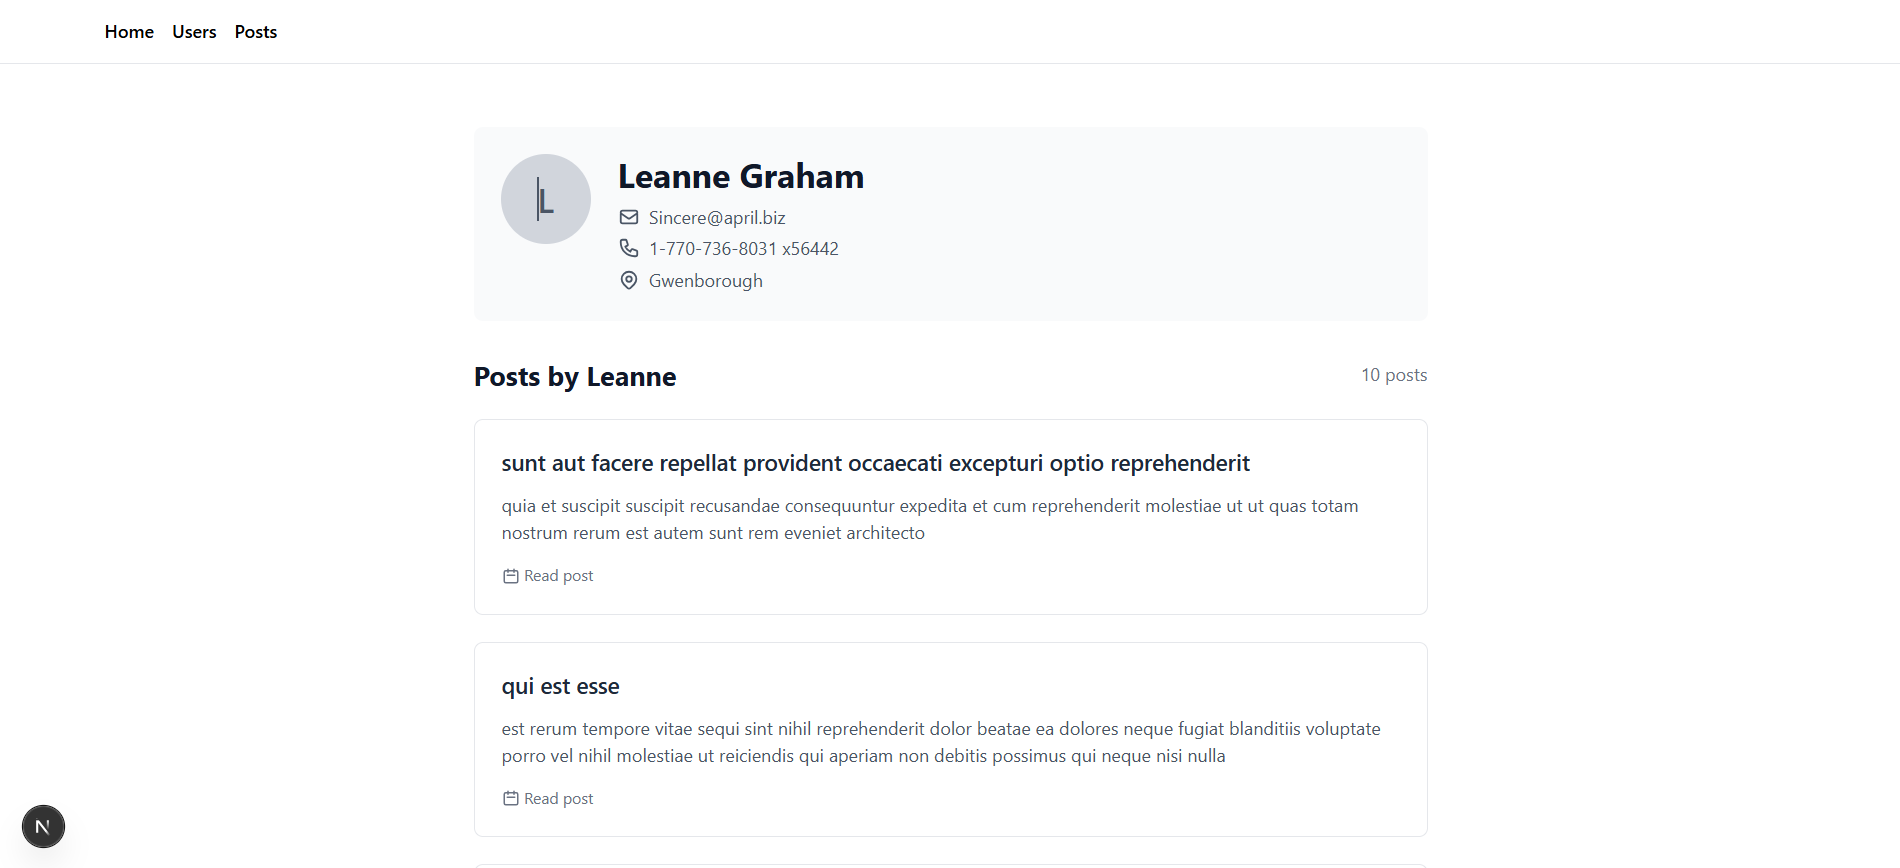 Home Users Posts
L
Leanne Graham
Sincere@april.biz
1-770-736-8031 x56442
Gwenborough
Posts by Leanne
10 posts
sunt aut facere repellat provident occaecati excepturi optio reprehenderit
quia et suscipit suscipit recusandae consequuntur expedita et cum reprehenderit molestiae ut ut quas totam
nostrum rerum est autem sunt rem eveniet architecto
Read post
qui est esse
est rerum tempore vitae sequi sint nihil reprehenderit dolor beatae ea dolores neque fugiat blanditiis voluptate
porro vel nihil molestiae ut reiciendis qui aperiam non debitis possimus qui neque nisi nulla
Read post
N